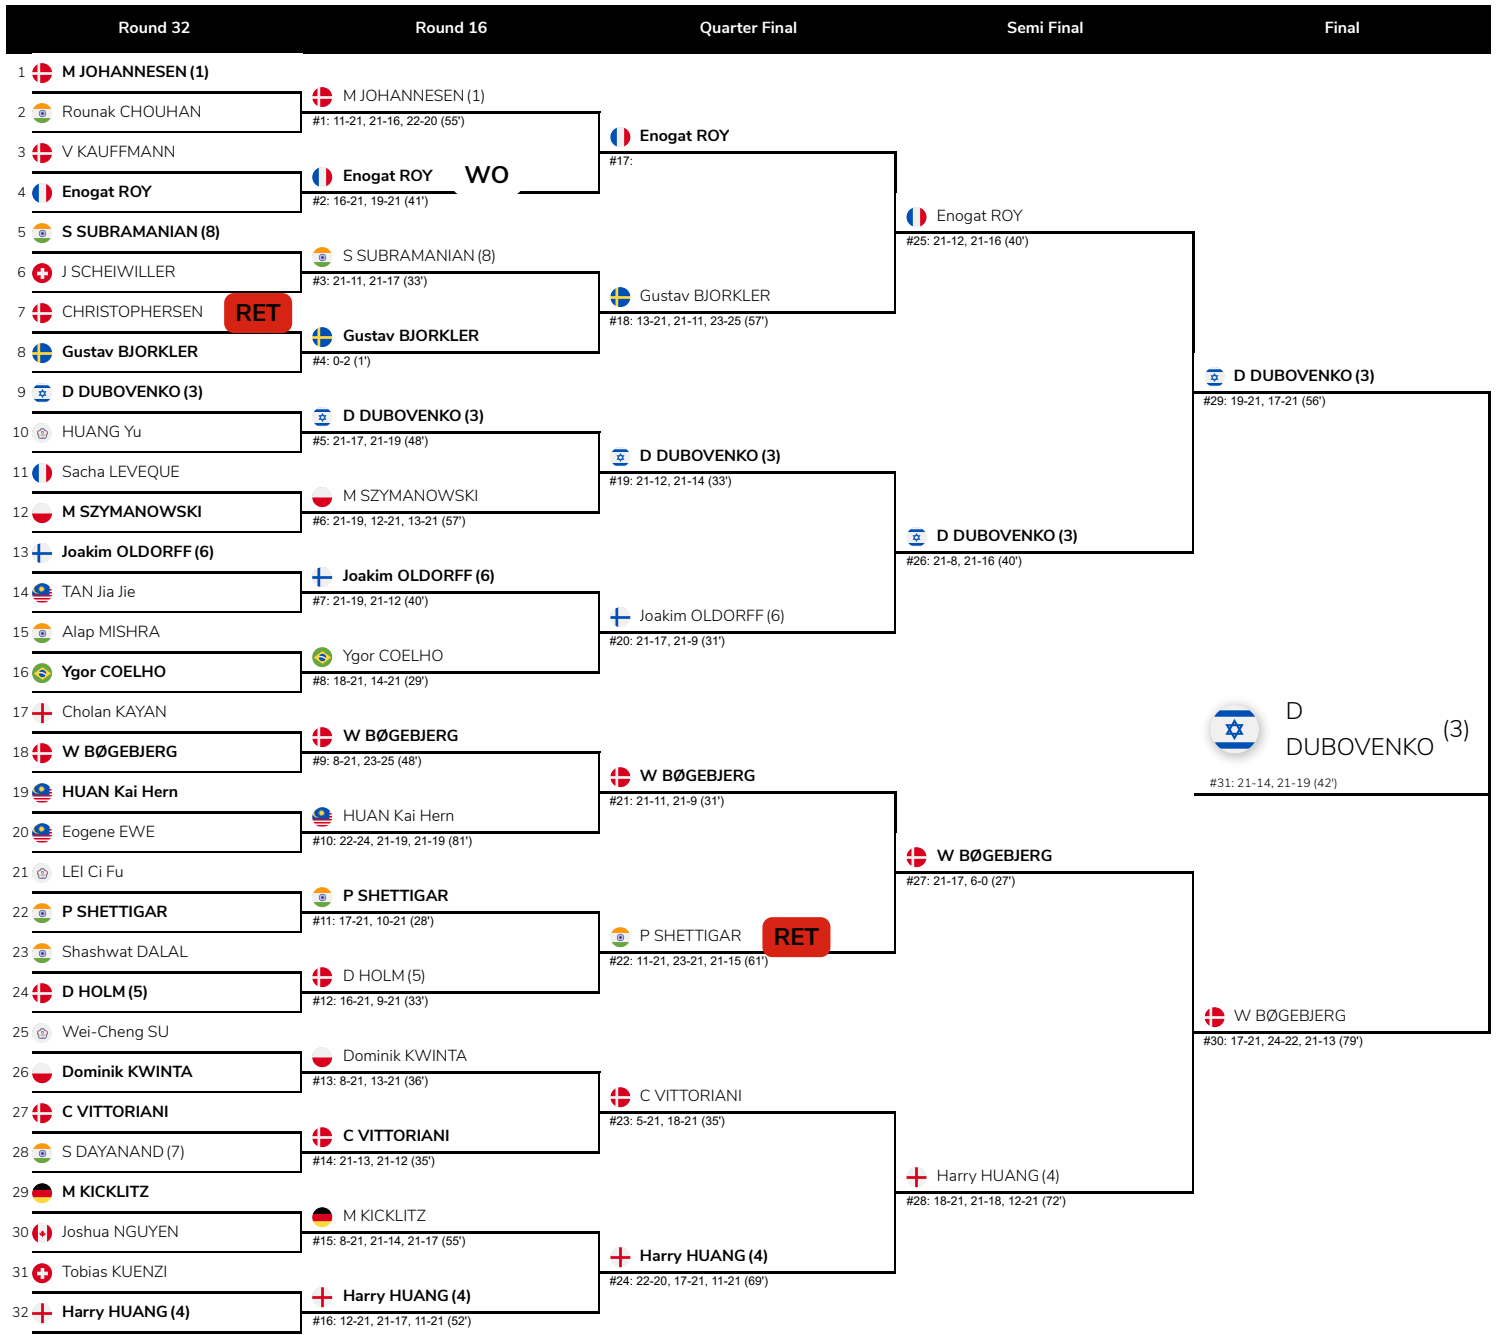 Round 32
Round 16
Quarter Final
Semi Final
Final
1 M JOHANNESEN (1)
2 Rounak CHOUHAN
3 V KAUFFMANN
4 Enogat ROY
5 S SUBRAMANIAN (8)
6 J SCHEIWILLER
7 CHRISTOPHERSEN RET
8 Gustav BJORKLER
9 D DUBOVENKO (3)
10 HUANG Yu
11 Sacha LEVEQUE
12 M SZYMANOWSKI
13 Joakim OLDORFF (6)
14 TAN Jia Jie
15 Alap MISHRA
16 Ygor COELHO
17 Cholan KAYAN
18 W BØGEBJERG
19 HUAN Kai Hern
20 Eogene EWE
21 LEI Ci Fu
22 P SHETTIGAR
23 Shashwat DALAL
24 D HOLM (5)
25 Wei-Cheng SU
26 Dominik KWINTA
27 C VITTORIANI
28 S DAYANAND (7)
29 M KICKLITZ
30 Joshua NGUYEN
31 Tobias KUENZI
32 Harry HUANG (4)
M JOHANNESEN (1)
#1: 11-21, 21-16, 22-20 (55')
Enogat ROY WO
#2: 16-21, 19-21 (41')
S SUBRAMANIAN (8)
#3: 21-11, 21-17 (33')
Gustav BJORKLER
#4: 0-2 (1')
D DUBOVENKO (3)
#5: 21-17, 21-19 (48')
M SZYMANOWSKI
#6: 21-19, 12-21, 13-21 (57')
Joakim OLDORFF (6)
#7: 21-19, 21-12 (40')
Ygor COELHO
#8: 18-21, 14-21 (29')
W BØGEBJERG
#9: 8-21, 23-25 (48')
HUAN Kai Hern
#10: 22-24, 21-19, 21-19 (81')
P SHETTIGAR
#11: 17-21, 10-21 (28')
D HOLM (5)
#12: 16-21, 9-21 (33')
Dominik KWINTA
#13: 8-21, 13-21 (36')
C VITTORIANI
#14: 21-13, 21-12 (35')
M KICKLITZ
#15: 8-21, 21-14, 21-17 (55')
Harry HUANG (4)
#16: 12-21, 21-17, 11-21 (52')
Enogat ROY
#17:
Gustav BJORKLER
#18: 13-21, 21-11, 23-25 (57')
D DUBOVENKO (3)
#19: 21-12, 21-14 (33')
Joakim OLDORFF (6)
#20: 21-17, 21-9 (31')
W BØGEBJERG
#21: 21-11, 21-9 (31')
P SHETTIGAR RET
#22: 11-21, 23-21, 21-15 (61')
C VITTORIANI
#23: 5-21, 18-21 (35')
Harry HUANG (4)
#24: 22-20, 17-21, 11-21 (69')
Enogat ROY
#25: 21-12, 21-16 (40')
D DUBOVENKO (3)
#26: 21-8, 21-16 (40')
W BØGEBJERG
#27: 21-17, 6-0 (27')
Harry HUANG (4)
#28: 18-21, 21-18, 12-21 (72')
D DUBOVENKO (3)
#29: 19-21, 17-21 (56')
W BØGEBJERG
#30: 17-21, 24-22, 21-13 (79')
D
DUBOVENKO (3)
#31: 21-14, 21-19 (42')